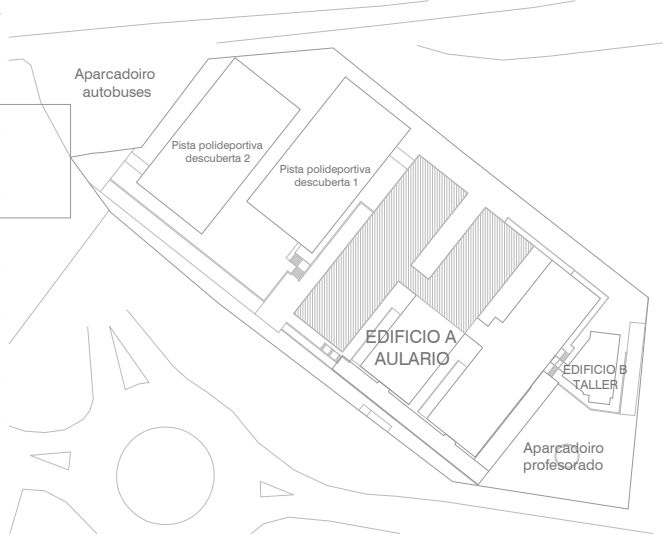 Aparcadoiro
autobuses
Pista polideportiva
descuberta 2
Pista polideportiva
descuberta 1
EDIFICIO A
AULARIO
EDIFICIO B
TALLER
Aparcadoiro
profesorado